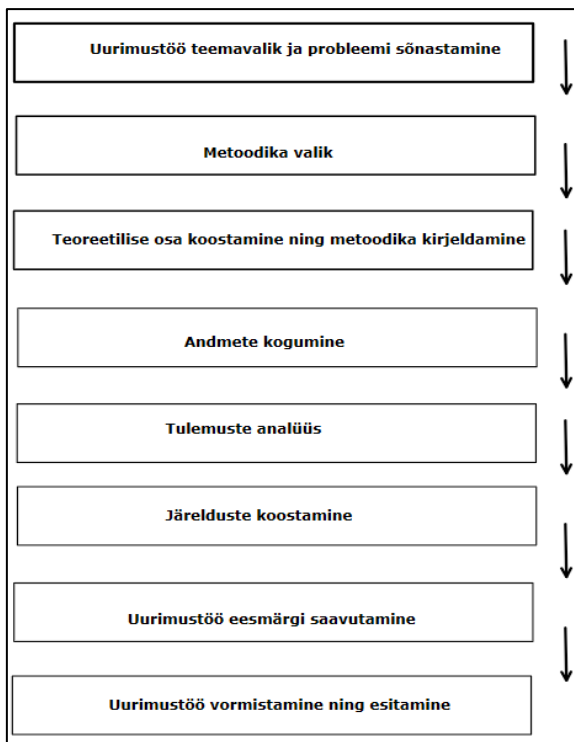 Uurimustöö teemavalik ja probleemi sõnastamine
Metoodika valik
Teoreetilise osa koostamine ning metoodika kirjeldamine
Andmete kogumine
Tulemuste analüüs
Järelduste koostamine
Uurimustöö eesmärgi saavutamine
Uurimustöö vormistamine ning esitamine